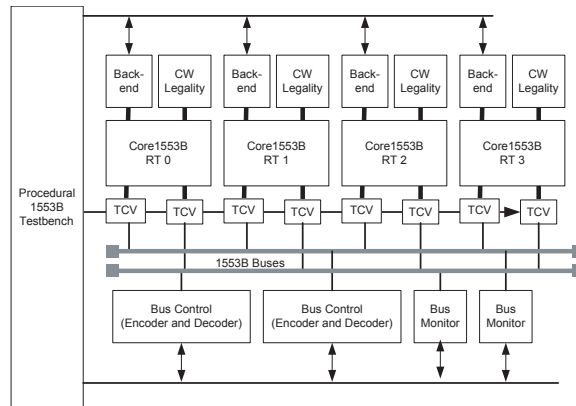 Back-
end
CW
Legality
Back-
end
CW
Legality
Back-
end
CW
Legality
Back-
end
CW
Legality
Core1553B
RT 0
Core1553B
RT 1
Core1553B
RT 2
Core1553B
RT 3
Procedural
1553B
Testbench
TCV
TCV
TCV
TCV
TCV
TCV
TCV
TCV
1553B Buses
Bus Control
(Encoder and Decoder)
Bus Control
(Encoder and Decoder)
Bus
Monitor
Bus
Monitor